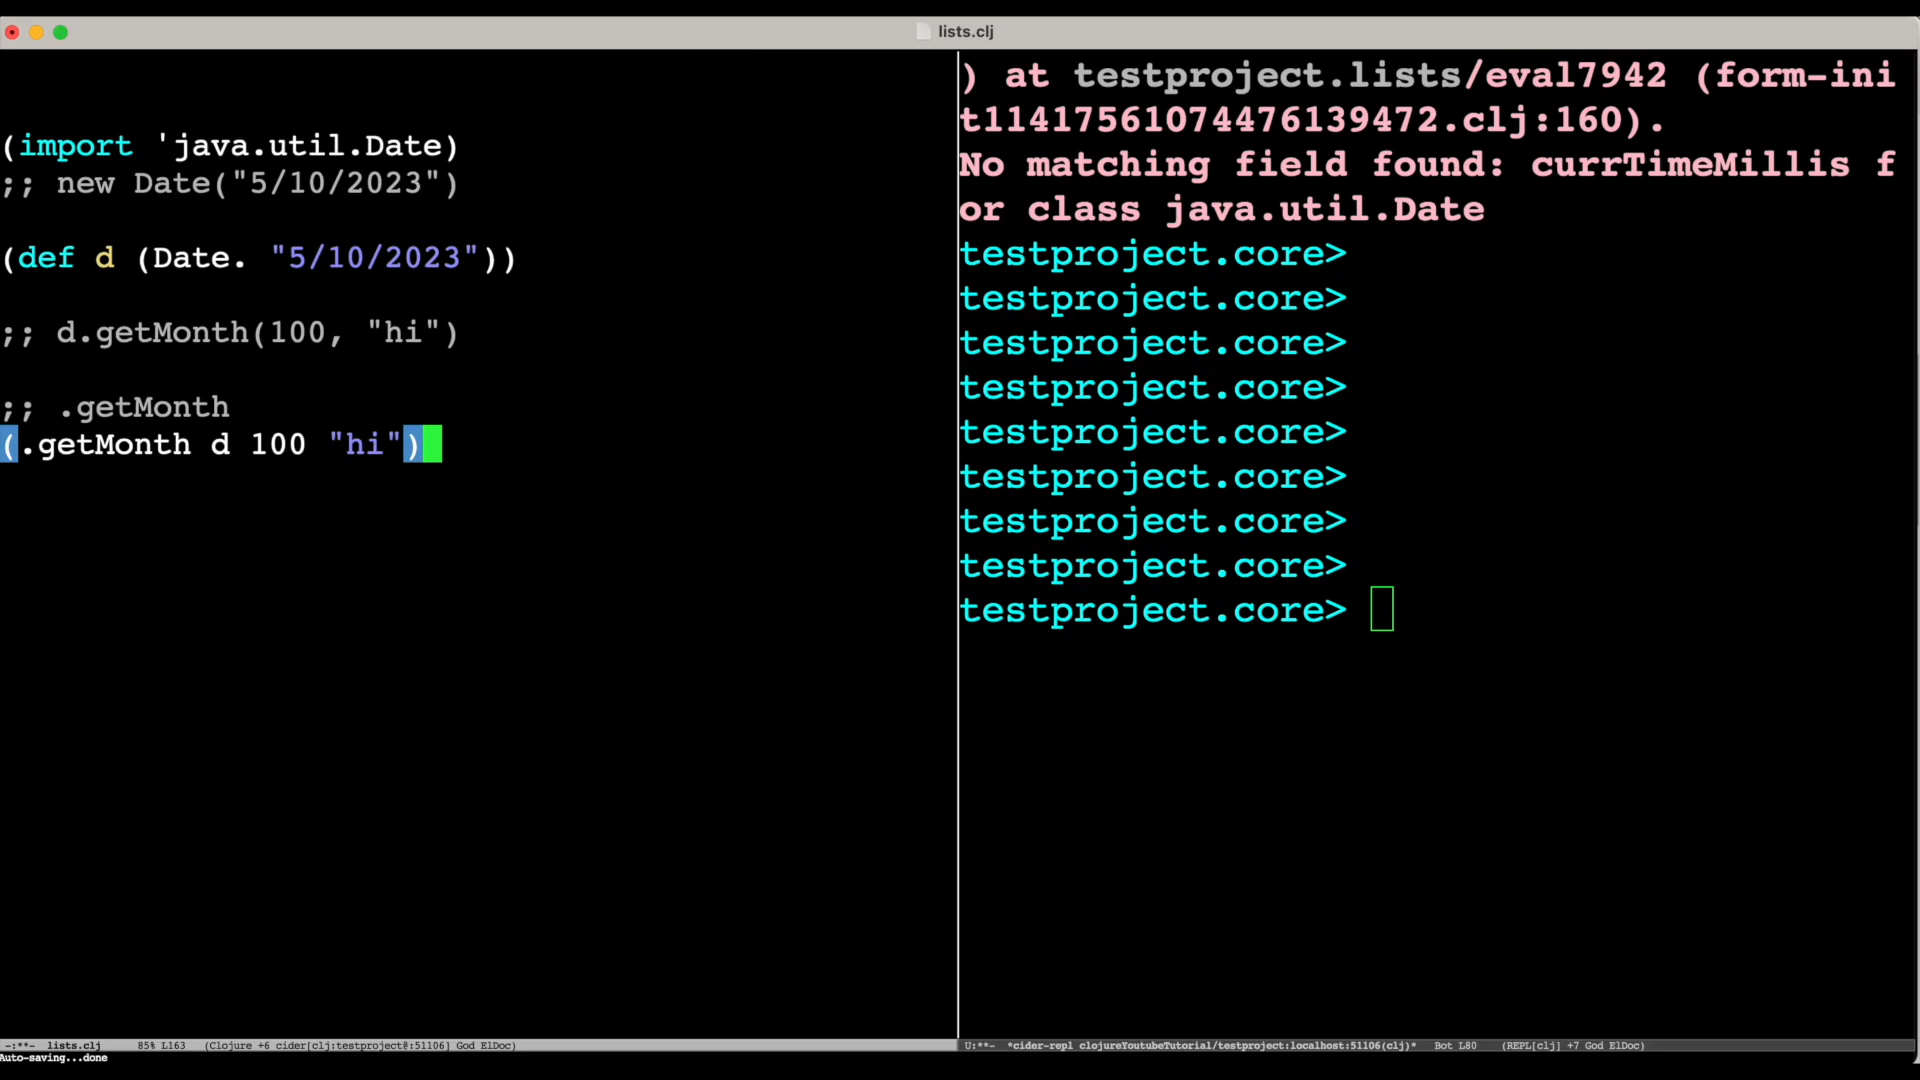 lists.clj
(import 'java.util.Date)
;; new Date("5/10/2023")
(def d (Date. "5/10/2023"))
;; d.getMonth(100, "hi")
;; .getMonth
(.getMonth d 100 "hi")
) at testproject.lists/eval7942 (form-ini
t11417561074476139472.clj:160).
No matching field found: currTimeMillis f
or class java.util.Date
testproject.core>
testproject.core>
testproject.core>
testproject.core>
testproject.core>
testproject.core>
testproject.core>
testproject.core>
testproject.core>
-:**- lists.clj 85% L163 (Clojure +6 cider[clj:testproject@:51106] God ElDoc)
U:**- *cider-repl clojureYoutubeTutorial/testproject:localhost:51106(clj)* Bot L80 (REPL[clj] +7 God ElDoc)
Auto-saving...done